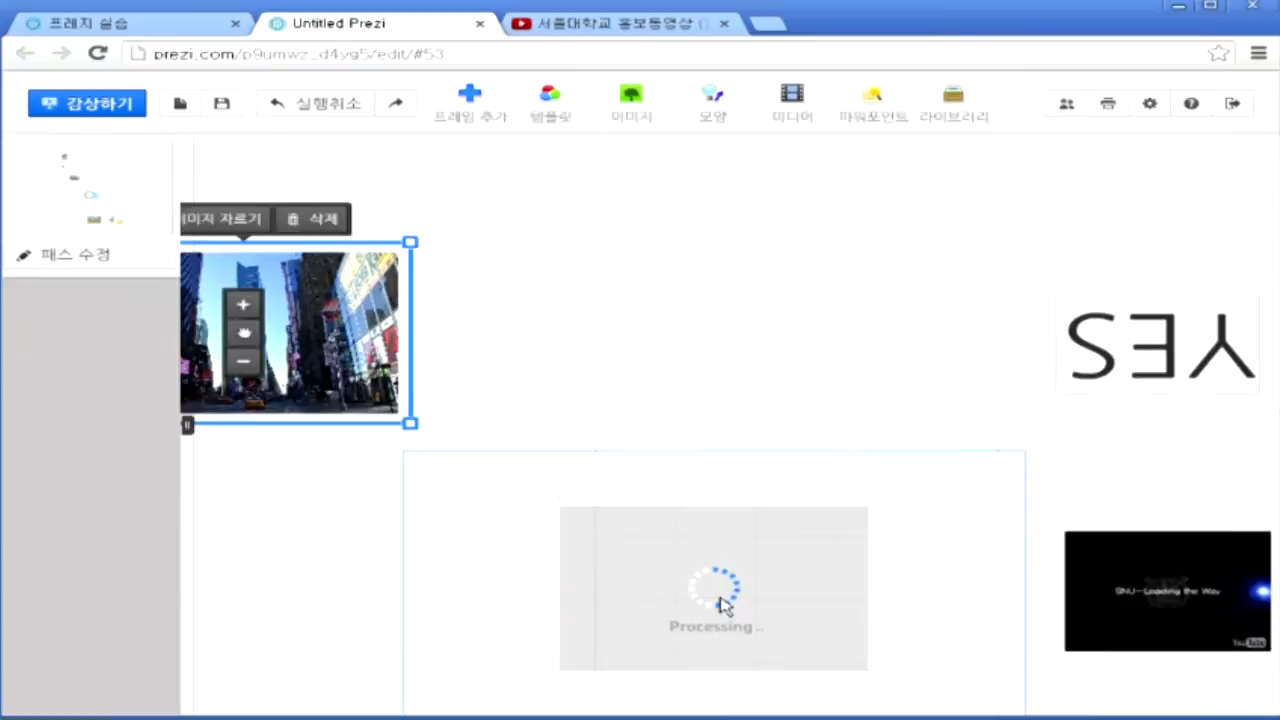 프레지 실습
Untitled Prezi
서울대학교 홍보동영상 (
prezi.com/p9umwz_d4yg5/edit/#53
감상하기
실행취소
프레임 추가
템플릿
이미지
모양
미디어
파워포인트
라이브러리
이미지 자르기
삭제
패스 수정
YES
Processing..
SNU-Leading the Way
YouTube